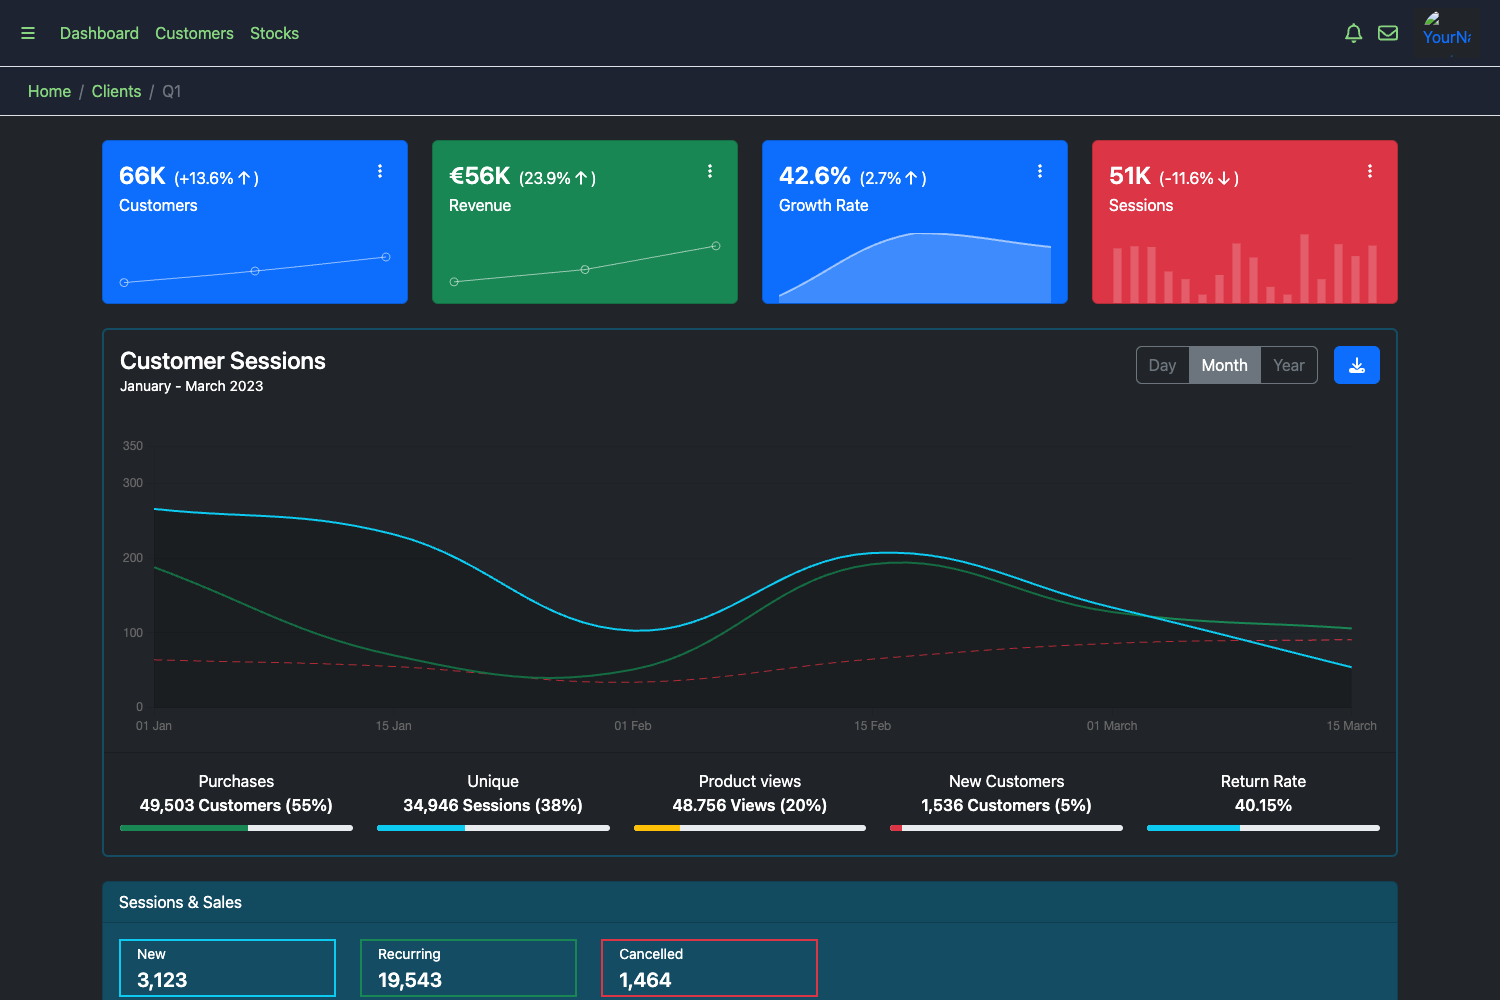 Dashboard Customers Stocks
Home / Clients / Q1
66K (+13.6% ↑)
Customers
€56K (23.9% ↑)
Revenue
42.6% (2.7% ↑)
Growth Rate
51K (-11.6% ↓)
Sessions
Customer Sessions
January - March 2023
Day Month Year
350
300
200
100
0
01 Jan 15 Jan 01 Feb 15 Feb 01 March 15 March
Purchases
49,503 Customers (55%)
Unique
34,946 Sessions (38%)
Product views
48.756 Views (20%)
New Customers
1,536 Customers (5%)
Return Rate
40.15%
Sessions & Sales
New
3,123
Recurring
19,543
Cancelled
1,464